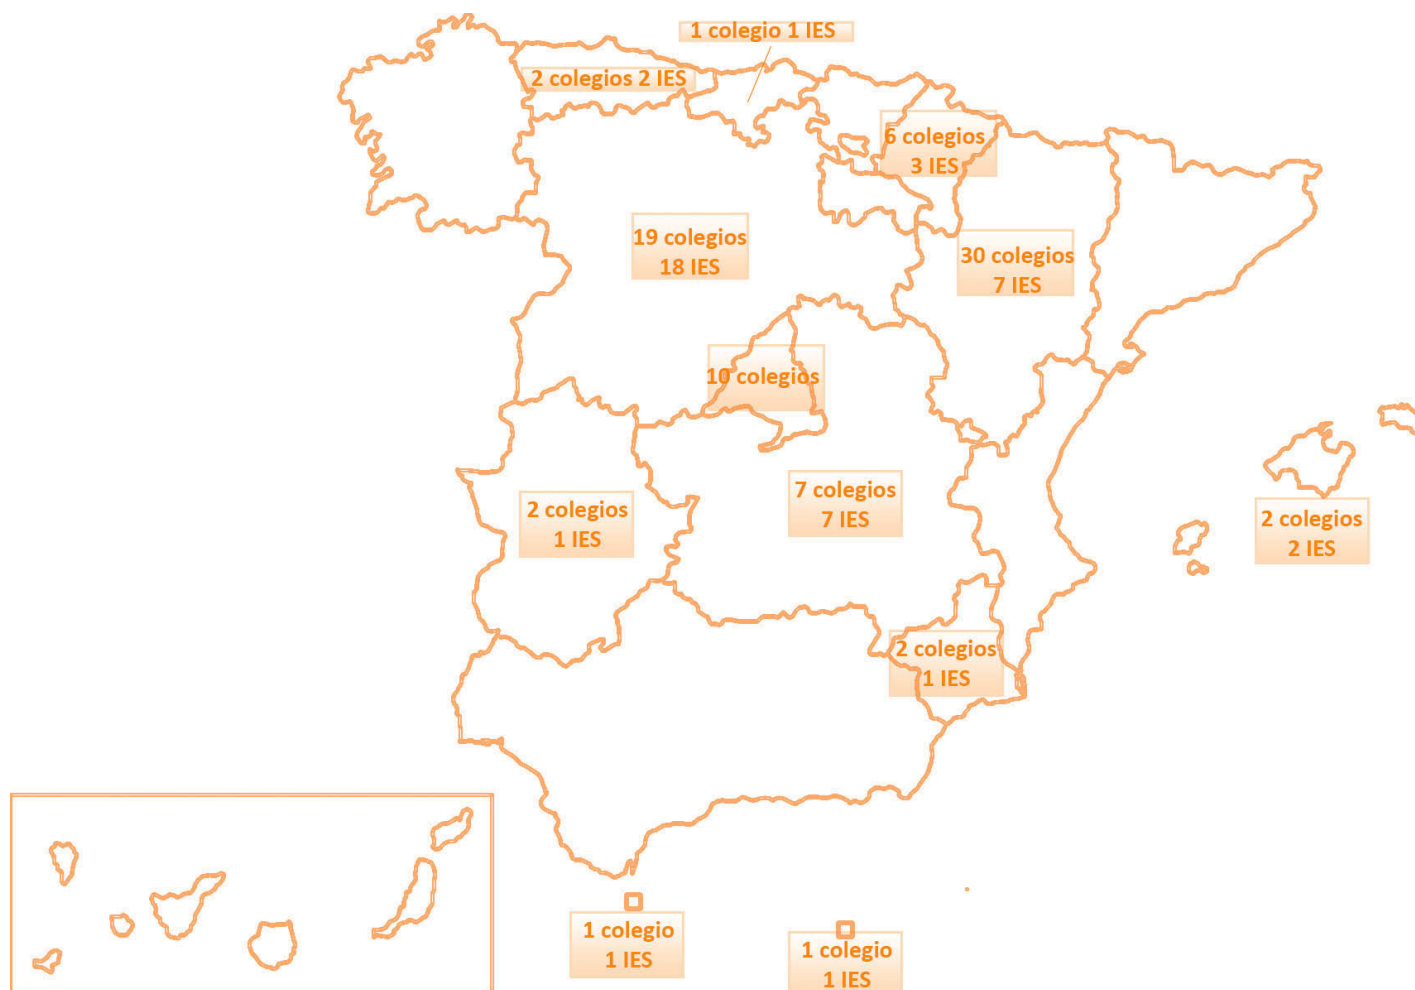 1 colegio 1 IES
2 colegios 2 IES
6 colegios
3 IES
19 colegios
18 IES
30 colegios
7 IES
10 colegios
7 colegios
7 IES
2 colegios
1 IES
2 colegios
2 IES
2 colegios
1 IES
1 colegio
1 IES
1 colegio
1 IES